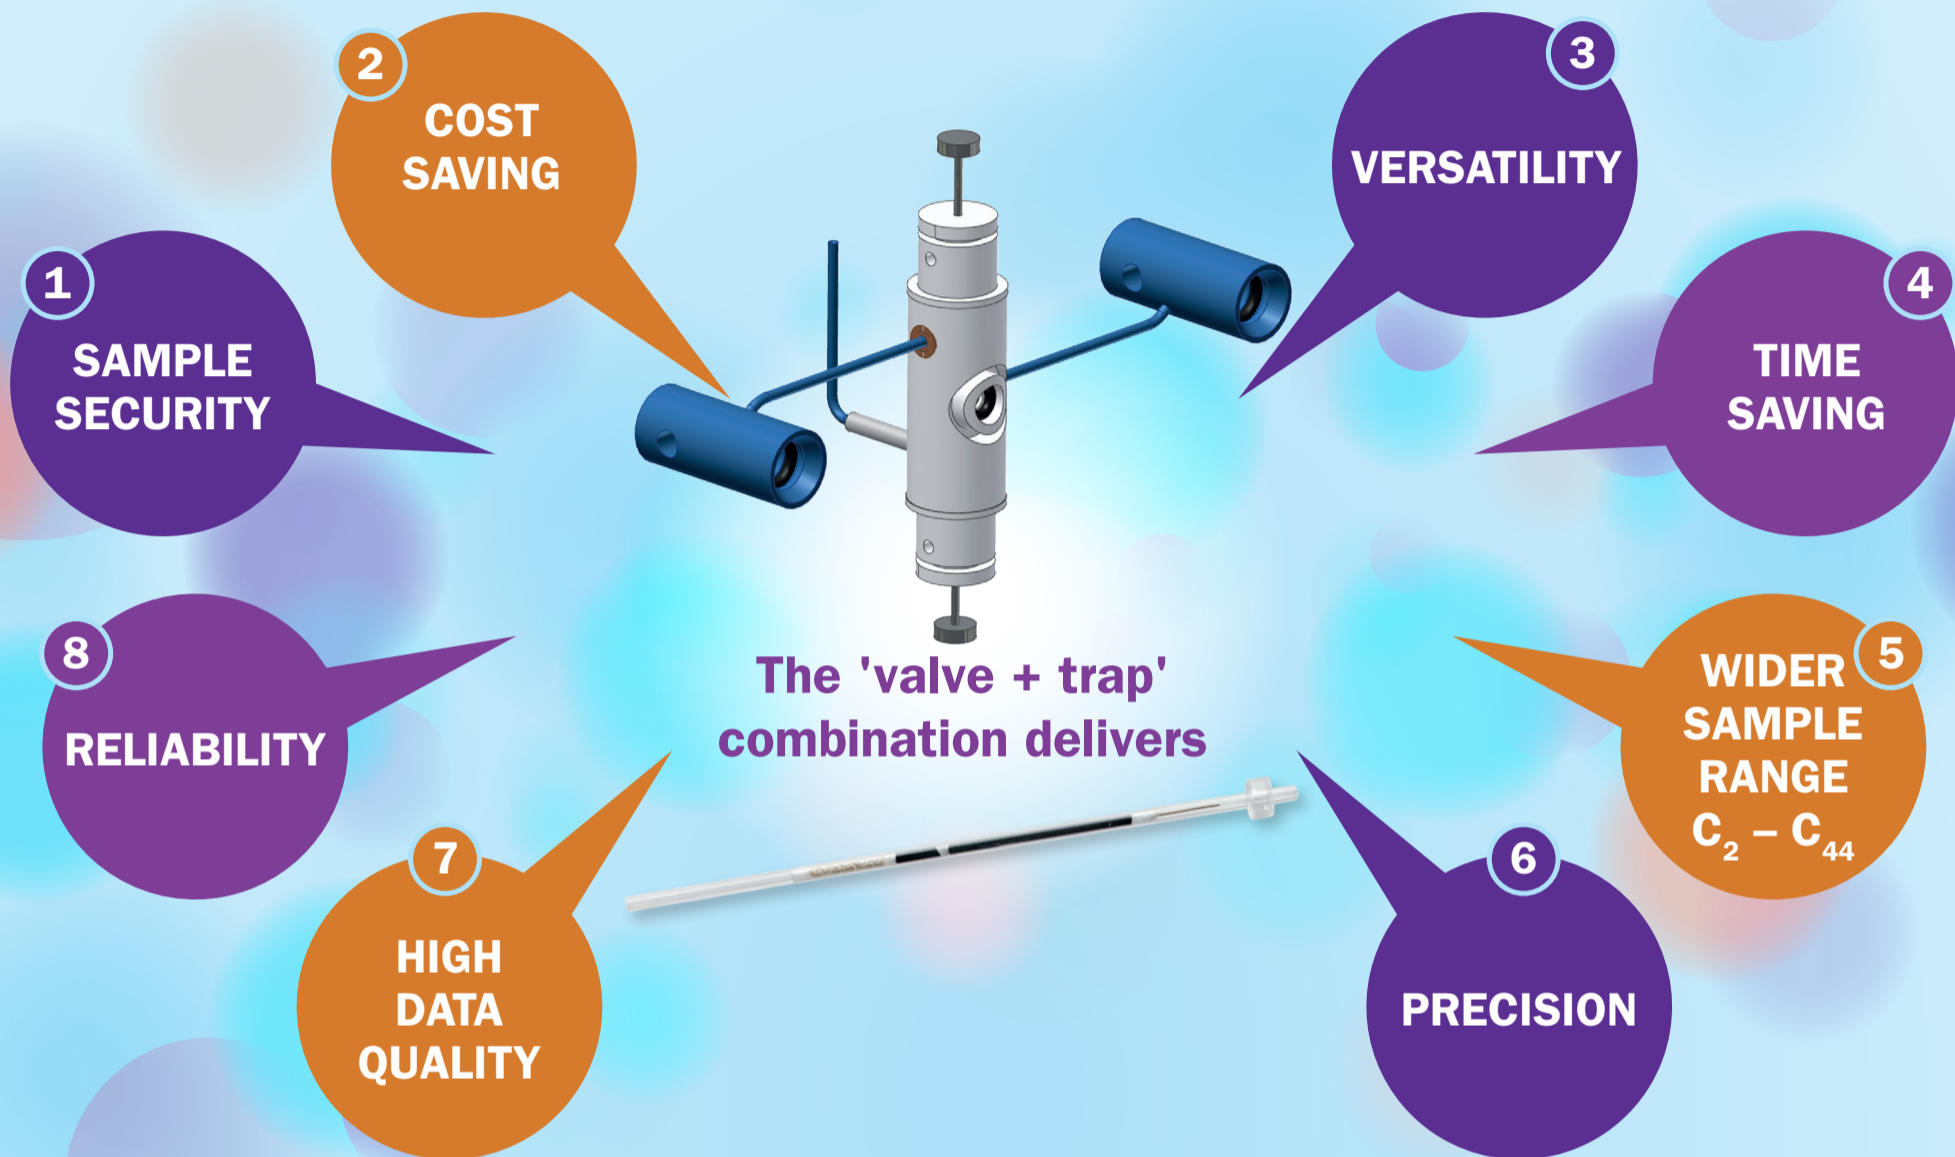 1
SAMPLE
SECURITY
2
COST
SAVING
3
VERSATILITY
4
TIME
SAVING
5
WIDER
SAMPLE
RANGE
C₂ – C₄₄
6
PRECISION
7
HIGH
DATA
QUALITY
8
RELIABILITY
The 'valve + trap'
combination delivers